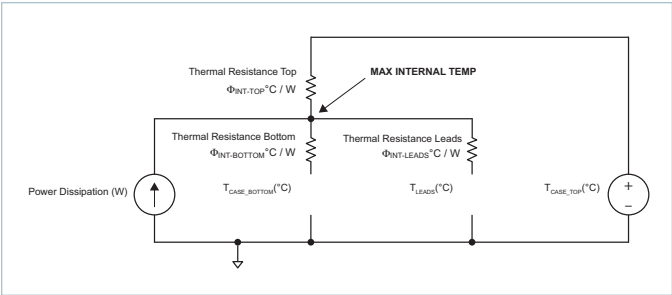 Thermal Resistance Top
MAX INTERNAL TEMP
ΦINT-TOP°C / W
Thermal Resistance Bottom
ΦINT-BOTTOM°C / W
Thermal Resistance Leads
ΦINT-LEADS°C / W
Power Dissipation (W)
TCASE_BOTTOM(°C)
TLEADS(°C)
TCASE_TOP(°C)
+
–